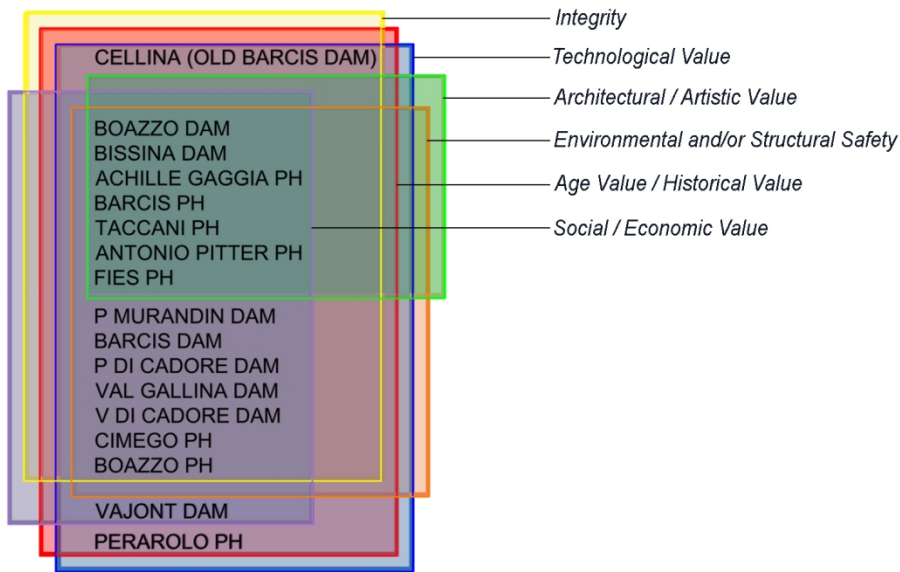 Integrity
CELLINA (OLD BARCIS DAM)
Technological Value
Architectural / Artistic Value
BOAZZO DAM
Environmental and/or Structural Safety
BISSINA DAM
ACHILLE GAGGIA PH
Age Value / Historical Value
BARCIS PH
TACCANI PH
Social / Economic Value
ANTONIO PITTER PH
FIES PH
P MURANDIN DAM
BARCIS DAM
P DI CADORE DAM
VAL GALLINA DAM
V DI CADORE DAM
CIMEGO PH
BOAZZO PH
VAJONT DAM
PERAROLO PH